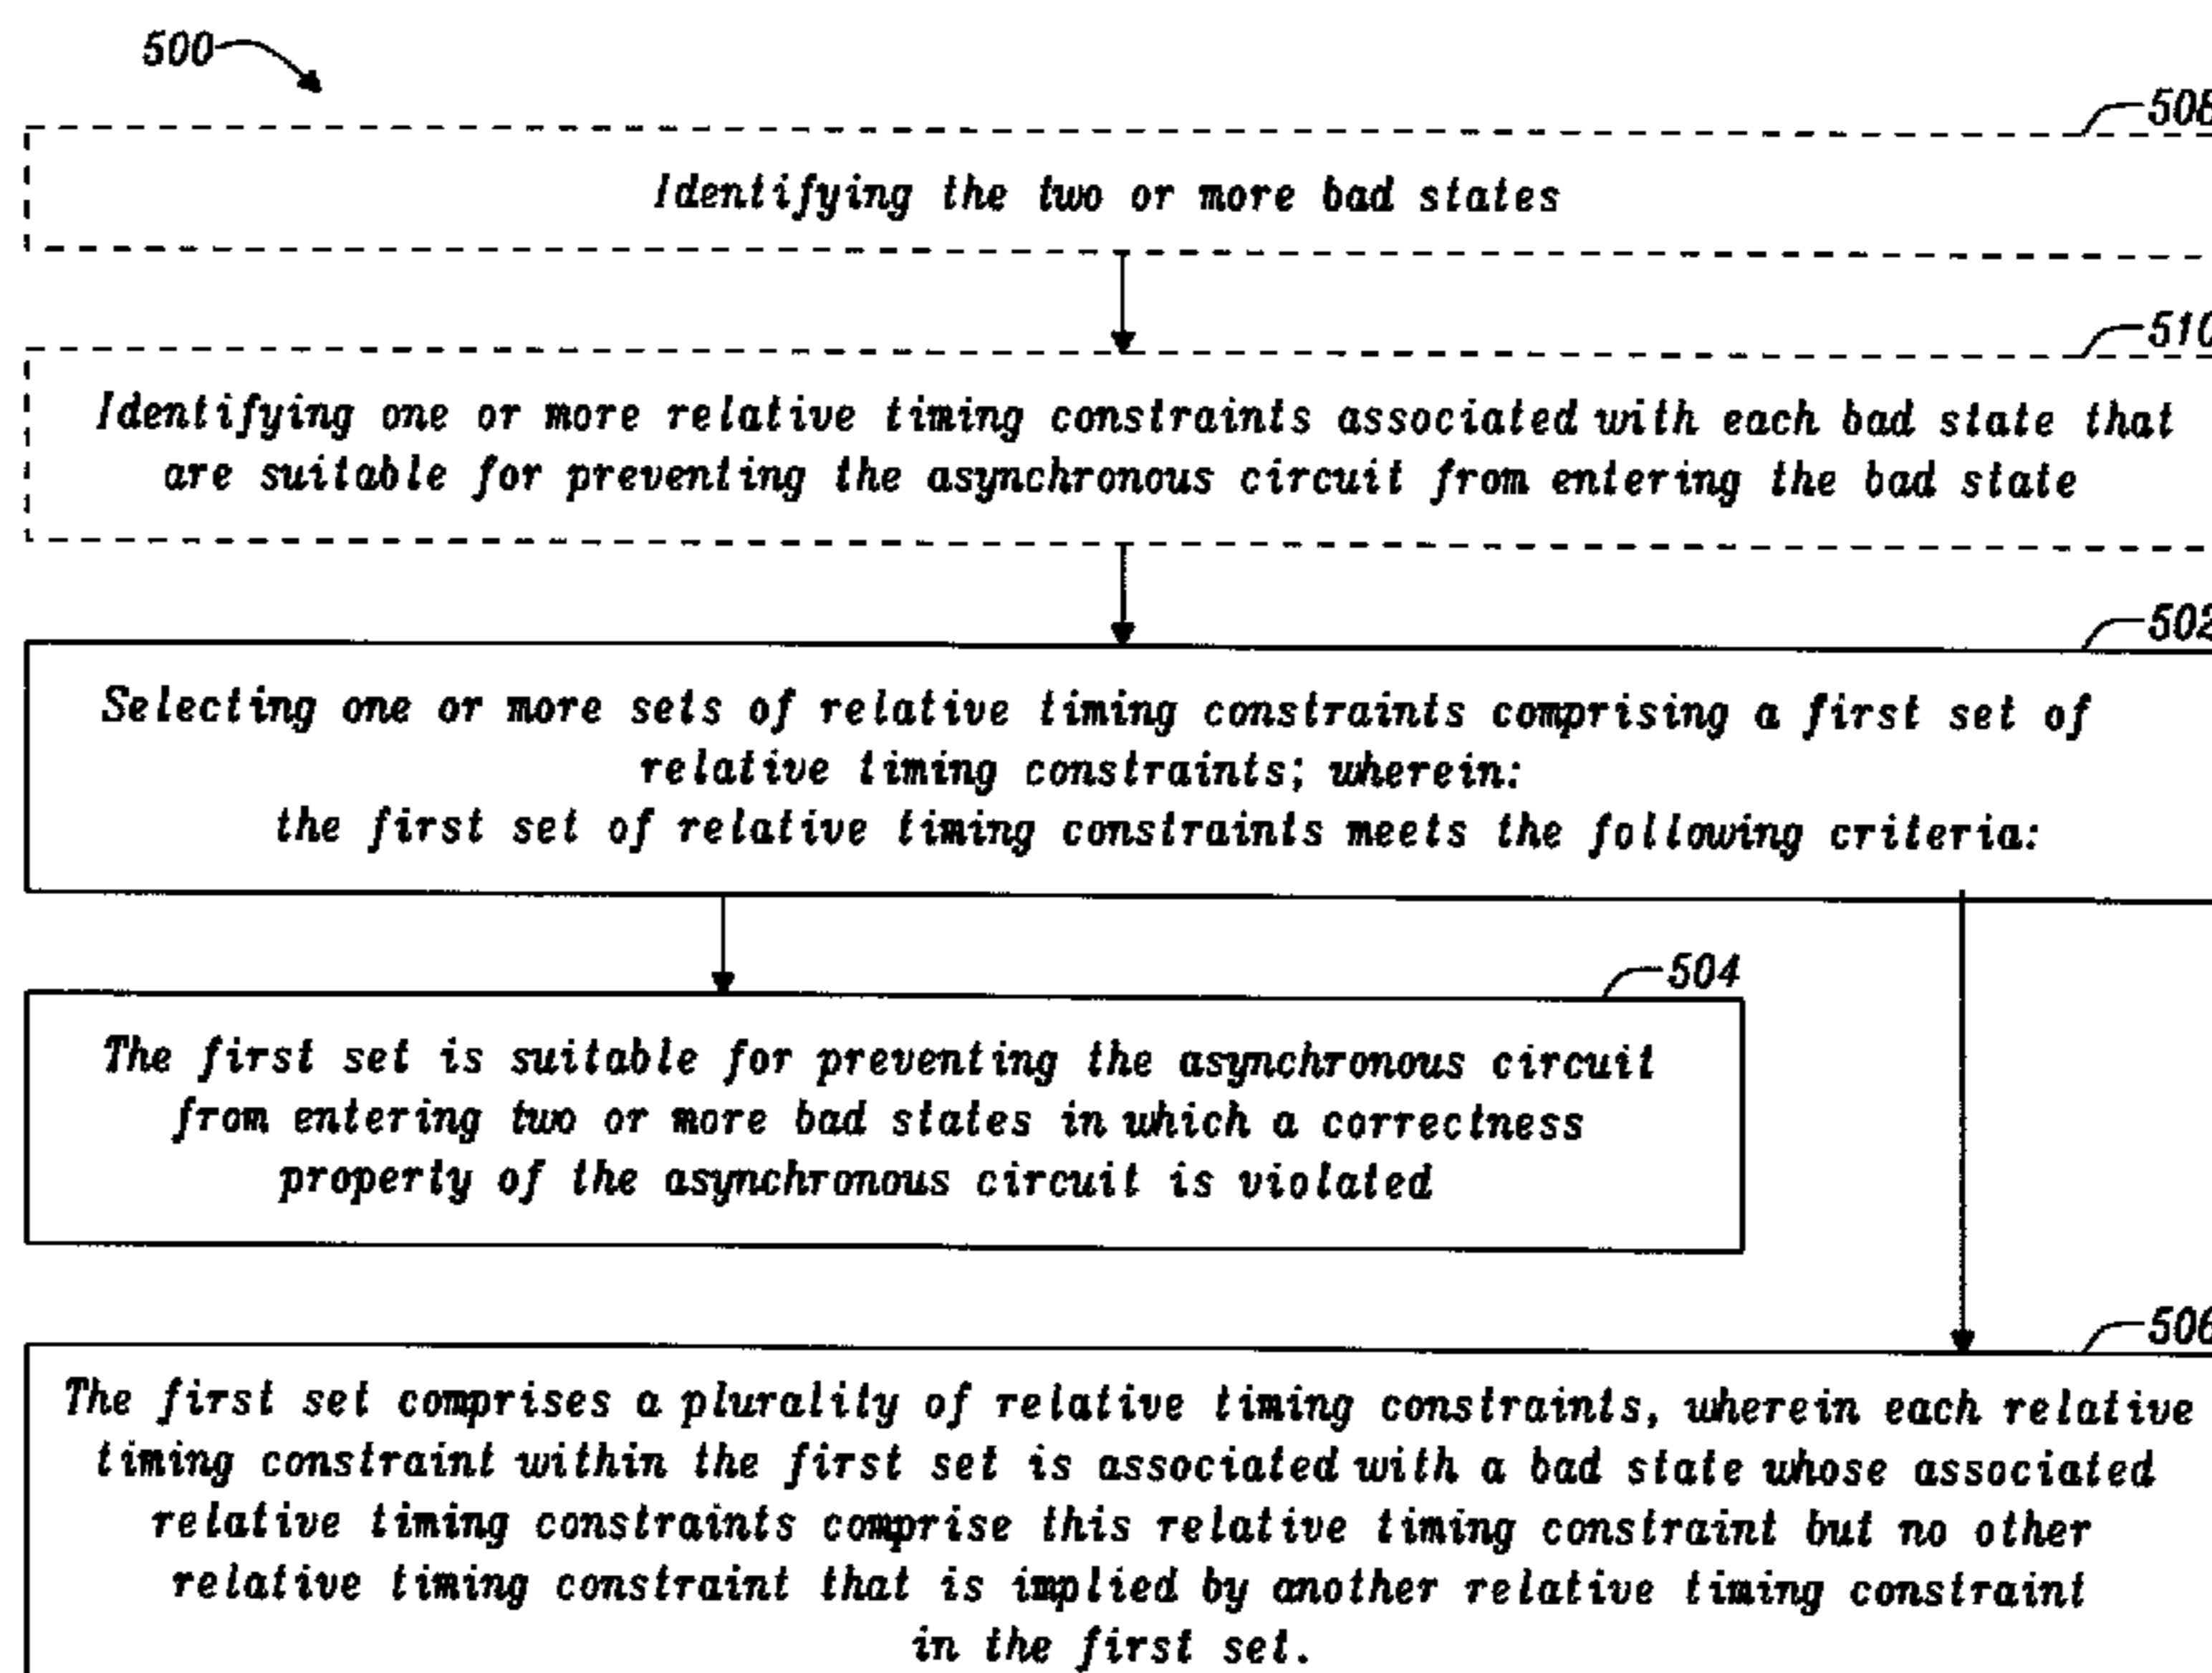 500
508
Identifying the two or more bad states
510
Identifying one or more relative timing constraints associated with each bad state that
are suitable for preventing the asynchronous circuit from entering the bad state
502
Selecting one or more sets of relative timing constraints comprising a first set of
relative timing constraints; wherein:
the first set of relative timing constraints meets the following criteria:
504
The first set is suitable for preventing the asynchronous circuit
from entering two or more bad states in which a correctness
property of the asynchronous circuit is violated
506
The first set comprises a plurality of relative timing constraints, wherein each relative
timing constraint within the first set is associated with a bad state whose associated
relative timing constraints comprise this relative timing constraint but no other
relative timing constraint that is implied by another relative timing constraint
in the first set.